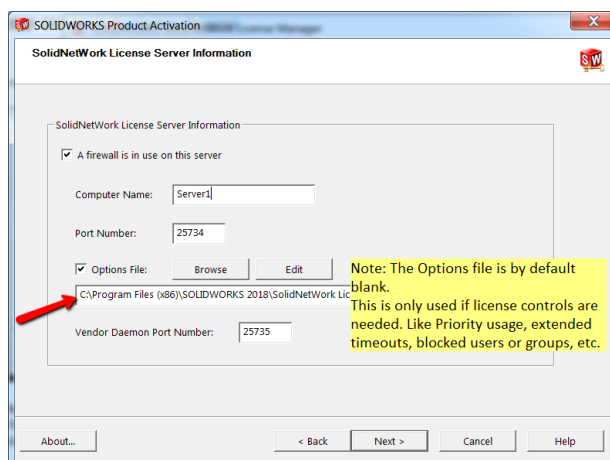 SOLIDWORKS Product Activation
SolidNetWork License Server Information
SW
SolidNetWork License Server Information
A firewall is in use on this server
Computer Name: Server1
Port Number: 25734
Options File: Browse Edit
C:\Program Files (x86)\SOLIDWORKS 2018\SolidNetWork Lic
Note: The Options file is by default
blank.
This is only used if license controls are
needed. Like Priority usage, extended
timeouts, blocked users or groups, etc.
Vendor Daemon Port Number: 25735
About... < Back Next > Cancel Help